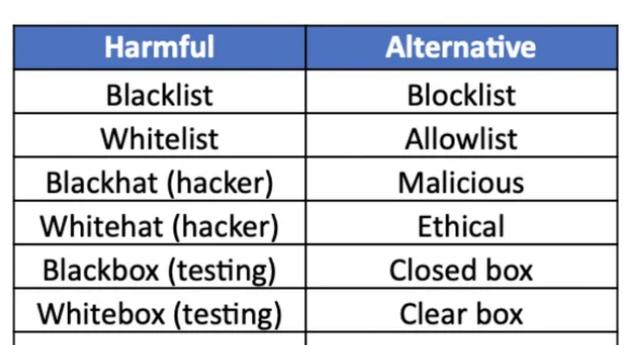 Harmful Alternative
Blacklist Blocklist
Whitelist Allowlist
Blackhat (hacker) Malicious
Whitehat (hacker) Ethical
Blackbox (testing) Closed box
Whitebox (testing) Clear box